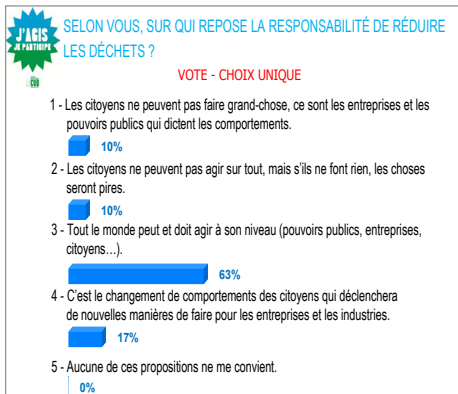 J'AGIS
JE PARTICIPE
CUB
SELON VOUS, SUR QUI REPOSE LA RESPONSABILITÉ DE RÉDUIRE
LES DÉCHETS ?
VOTE - CHOIX UNIQUE
1 - Les citoyens ne peuvent pas faire grand-chose, ce sont les entreprises et les
pouvoirs publics qui dictent les comportements.
10%
2 - Les citoyens ne peuvent pas agir sur tout, mais s'ils ne font rien, les choses
seront pires.
10%
3 - Tout le monde peut et doit agir à son niveau (pouvoirs publics, entreprises,
citoyens…).
63%
4 - C'est le changement de comportements des citoyens qui déclenchera
de nouvelles manières de faire pour les entreprises et les industries.
17%
5 - Aucune de ces propositions ne me convient.
0%